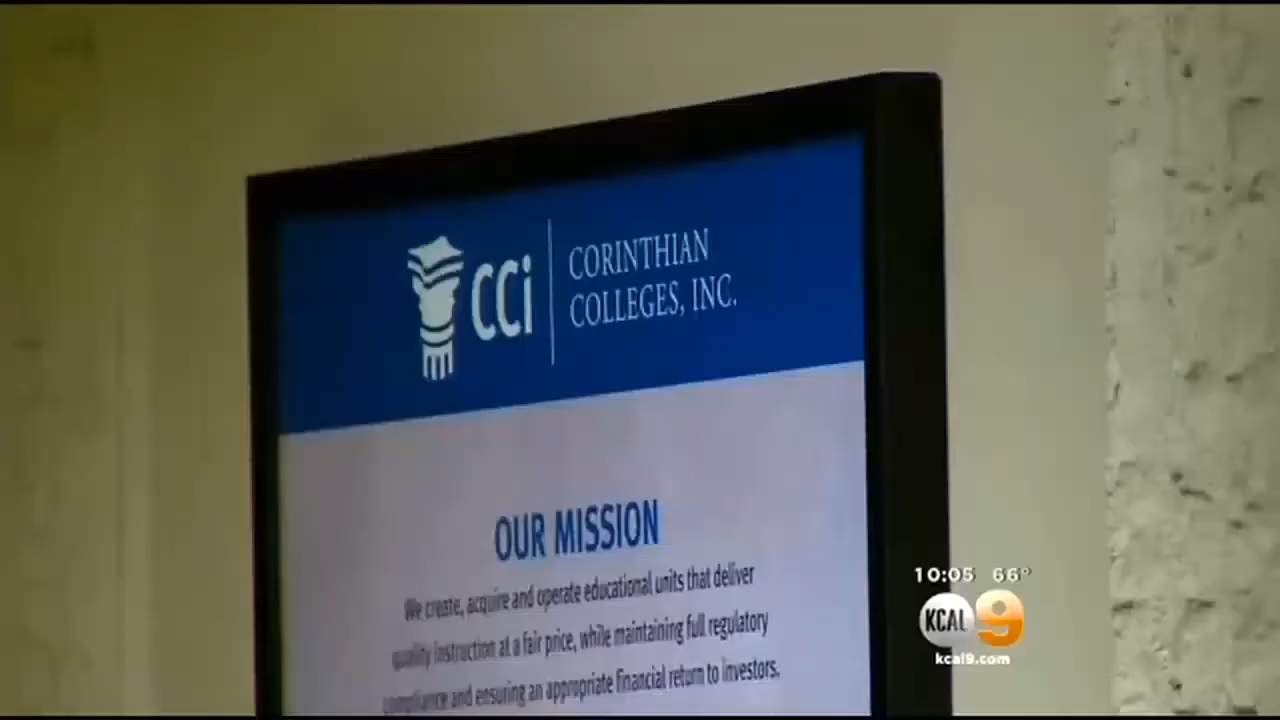 CCi
CORINTHIAN
COLLEGES, INC.
OUR MISSION
We create, acquire and operate educational units that deliver
quality instruction at a fair price, while maintaining full regulatory
compliance and ensuring an appropriate financial return to investors.
10:05 66°
KCAL 9
kcal9.com